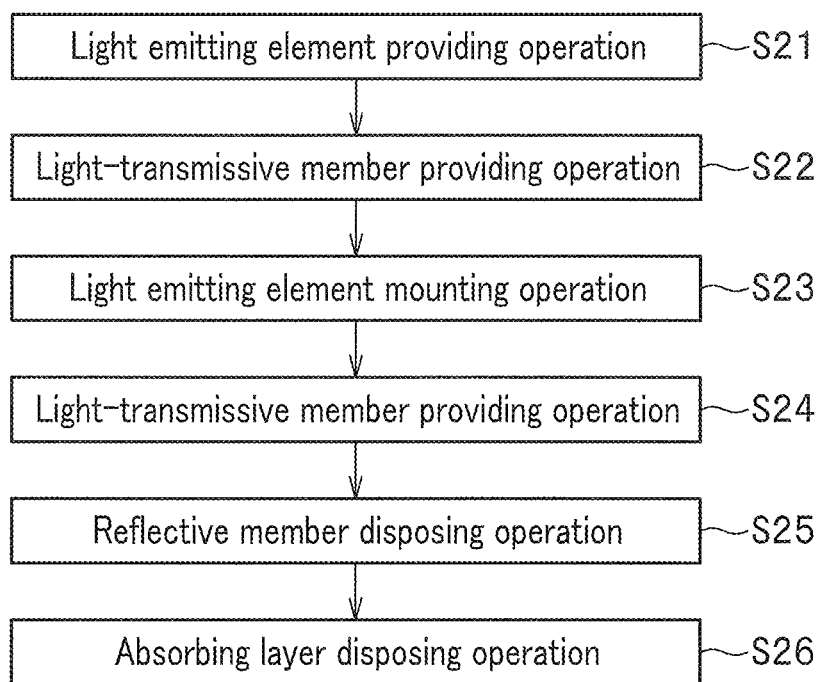 Light emitting element providing operation S21
Light-transmissive member providing operation S22
Light emitting element mounting operation S23
Light-transmissive member providing operation S24
Reflective member disposing operation S25
Absorbing layer disposing operation S26